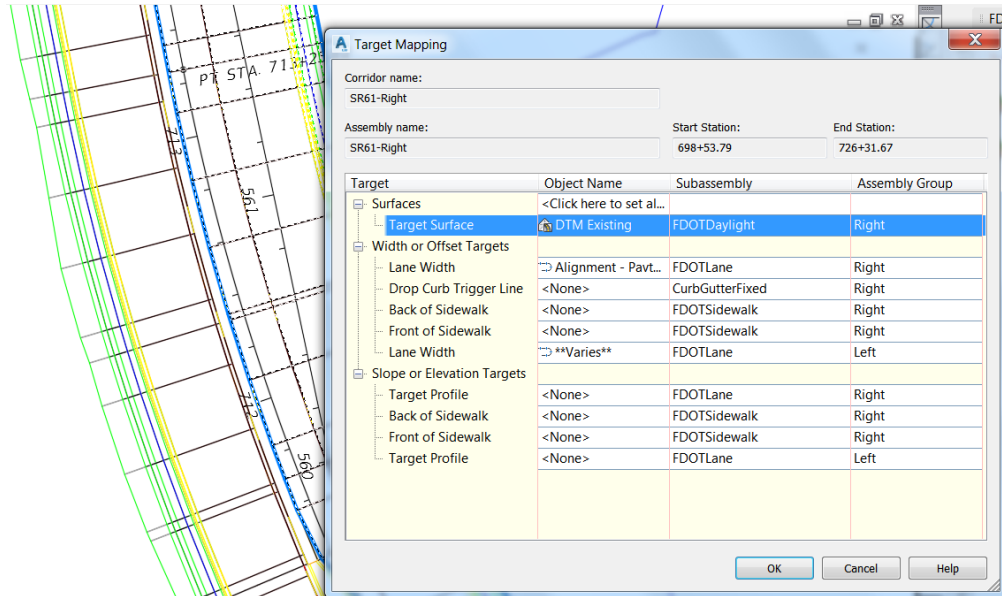 FD
A Target Mapping
PT STA. 713+25
Corridor name:
SR61-Right
Assembly name:
Start Station:
End Station:
SR61-Right
698+53.79
726+31.67
713
561
712
560
Target Object Name Subassembly Assembly Group
Surfaces <Click here to set al...
Target Surface DTM Existing FDOTDaylight Right
Width or Offset Targets
Lane Width Alignment - Pavt... FDOTLane Right
Drop Curb Trigger Line <None> CurbGutterFixed Right
Back of Sidewalk <None> FDOTSidewalk Right
Front of Sidewalk <None> FDOTSidewalk Right
Lane Width **Varies** FDOTLane Left
Slope or Elevation Targets
Target Profile <None> FDOTLane Right
Back of Sidewalk <None> FDOTSidewalk Right
Front of Sidewalk <None> FDOTSidewalk Right
Target Profile <None> FDOTLane Left
OK Cancel Help